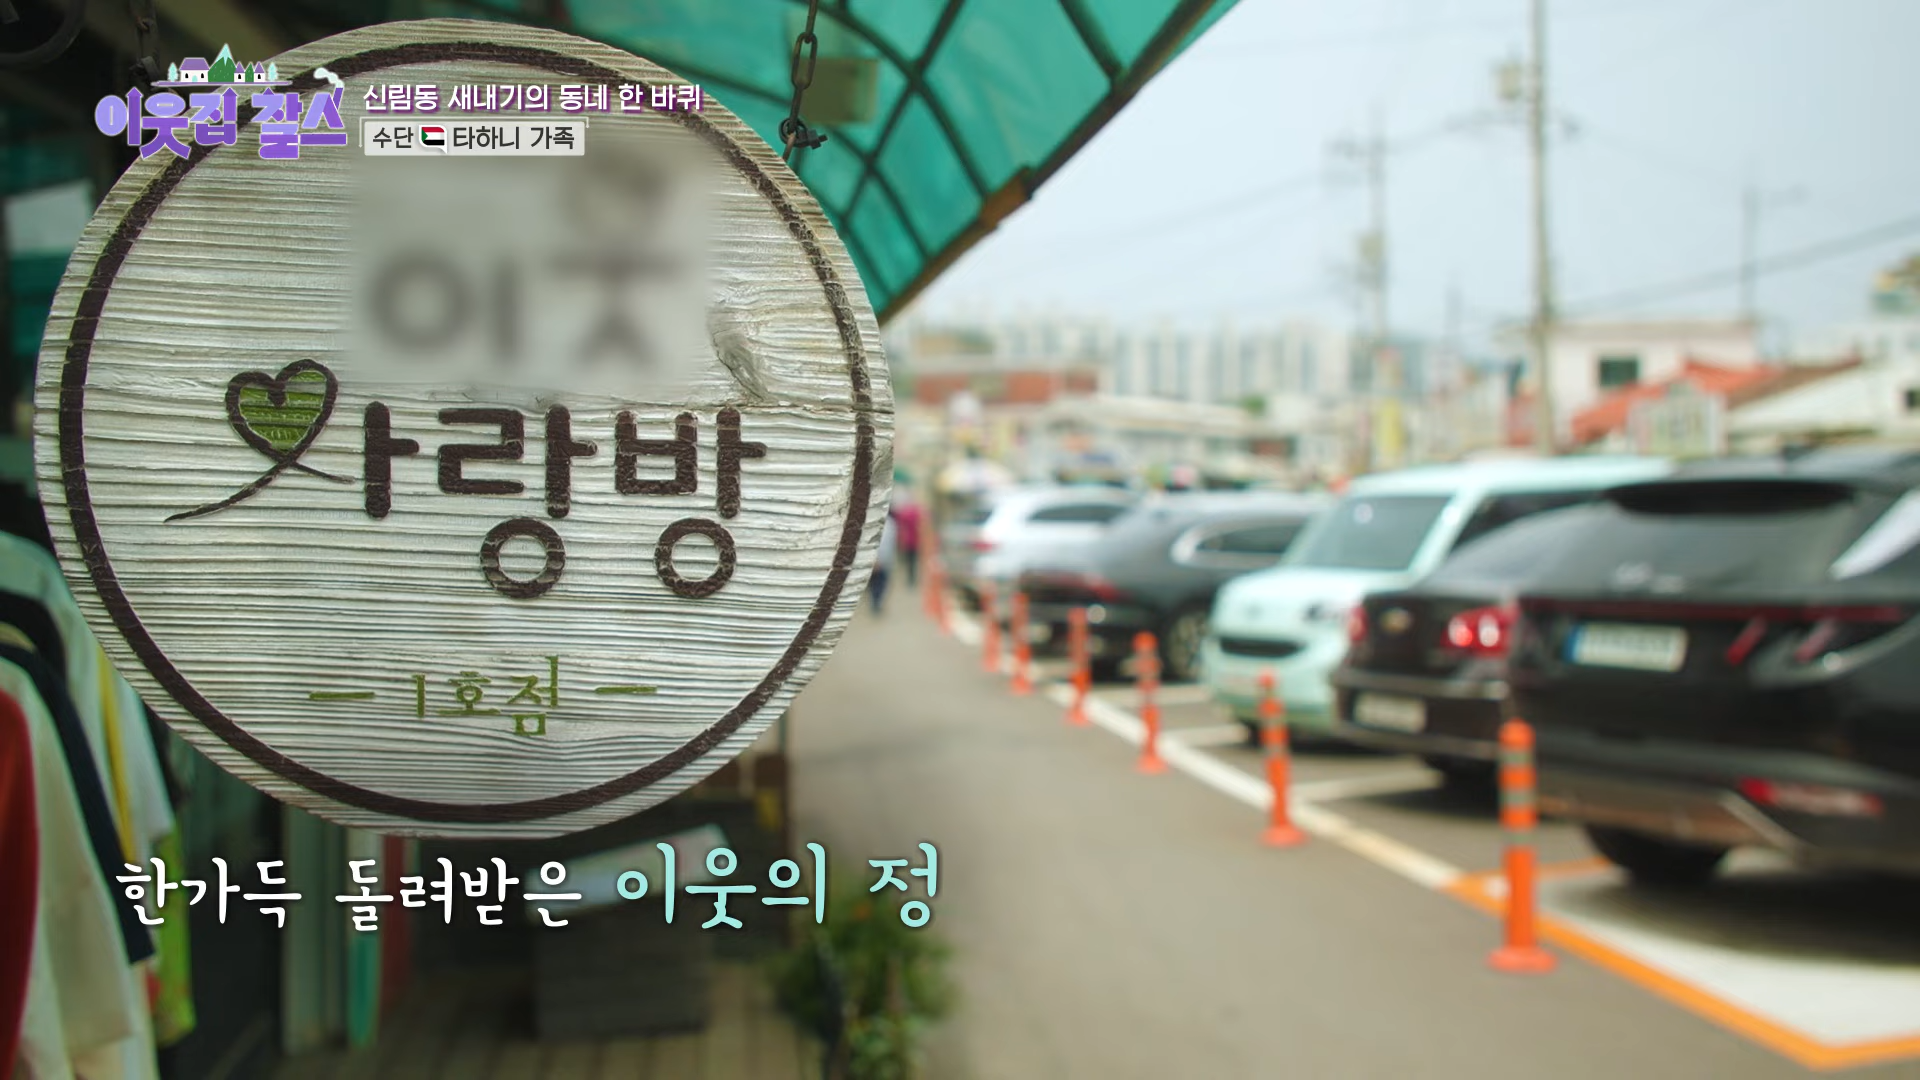 이웃집 찰스
신림동 새내기의 동네 한 바퀴
수단 타하니 가족
사랑방
1호점
한가득 돌려받은 이웃의 정